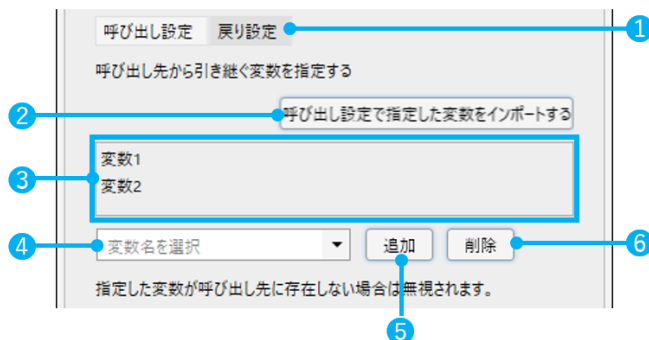 呼び出し設定 戻り設定 1
呼び出し先から引き継ぐ変数を指定する
2 呼び出し設定で指定した変数をインポートする
変数1
3
変数2
4 変数名を選択 追加 削除 6
指定した変数が呼び出し先に存在しない場合は無視されます。
5